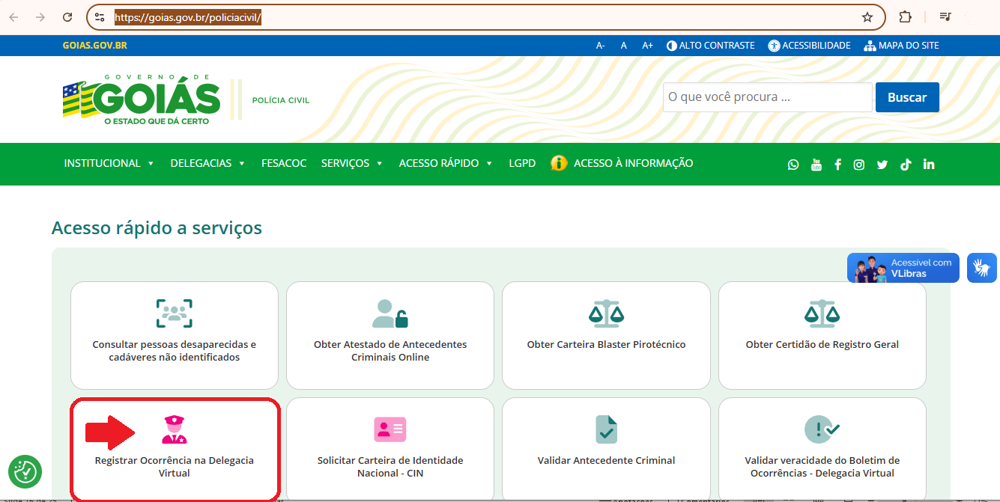 https://goias.gov.br/policiacivil/
GOIAS.GOV.BR
A- A A+ ALTO CONTRASTE ACESSIBILIDADE MAPA DO SITE
GOVERNO DE
GOIÁS
O ESTADO QUE DÁ CERTO
POLÍCIA CIVIL
O que você procura ...
Buscar
INSTITUCIONAL DELEGACIAS FESACOC SERVIÇOS ACESSO RÁPIDO LGPD ACESSO À INFORMAÇÃO
Acesso rápido a serviços
Acessível com
VLibras
Consultar pessoas desaparecidas e
cadáveres não identificados
Obter Atestado de Antecedentes
Criminais Online
Obter Carteira Blaster Pirotécnico
Obter Certidão de Registro Geral
Registrar Ocorrência na Delegacia
Virtual
Solicitar Carteira de Identidade
Nacional - CIN
Validar Antecedente Criminal
Validar veracidade do Boletim de
Ocorrências - Delegacia Virtual